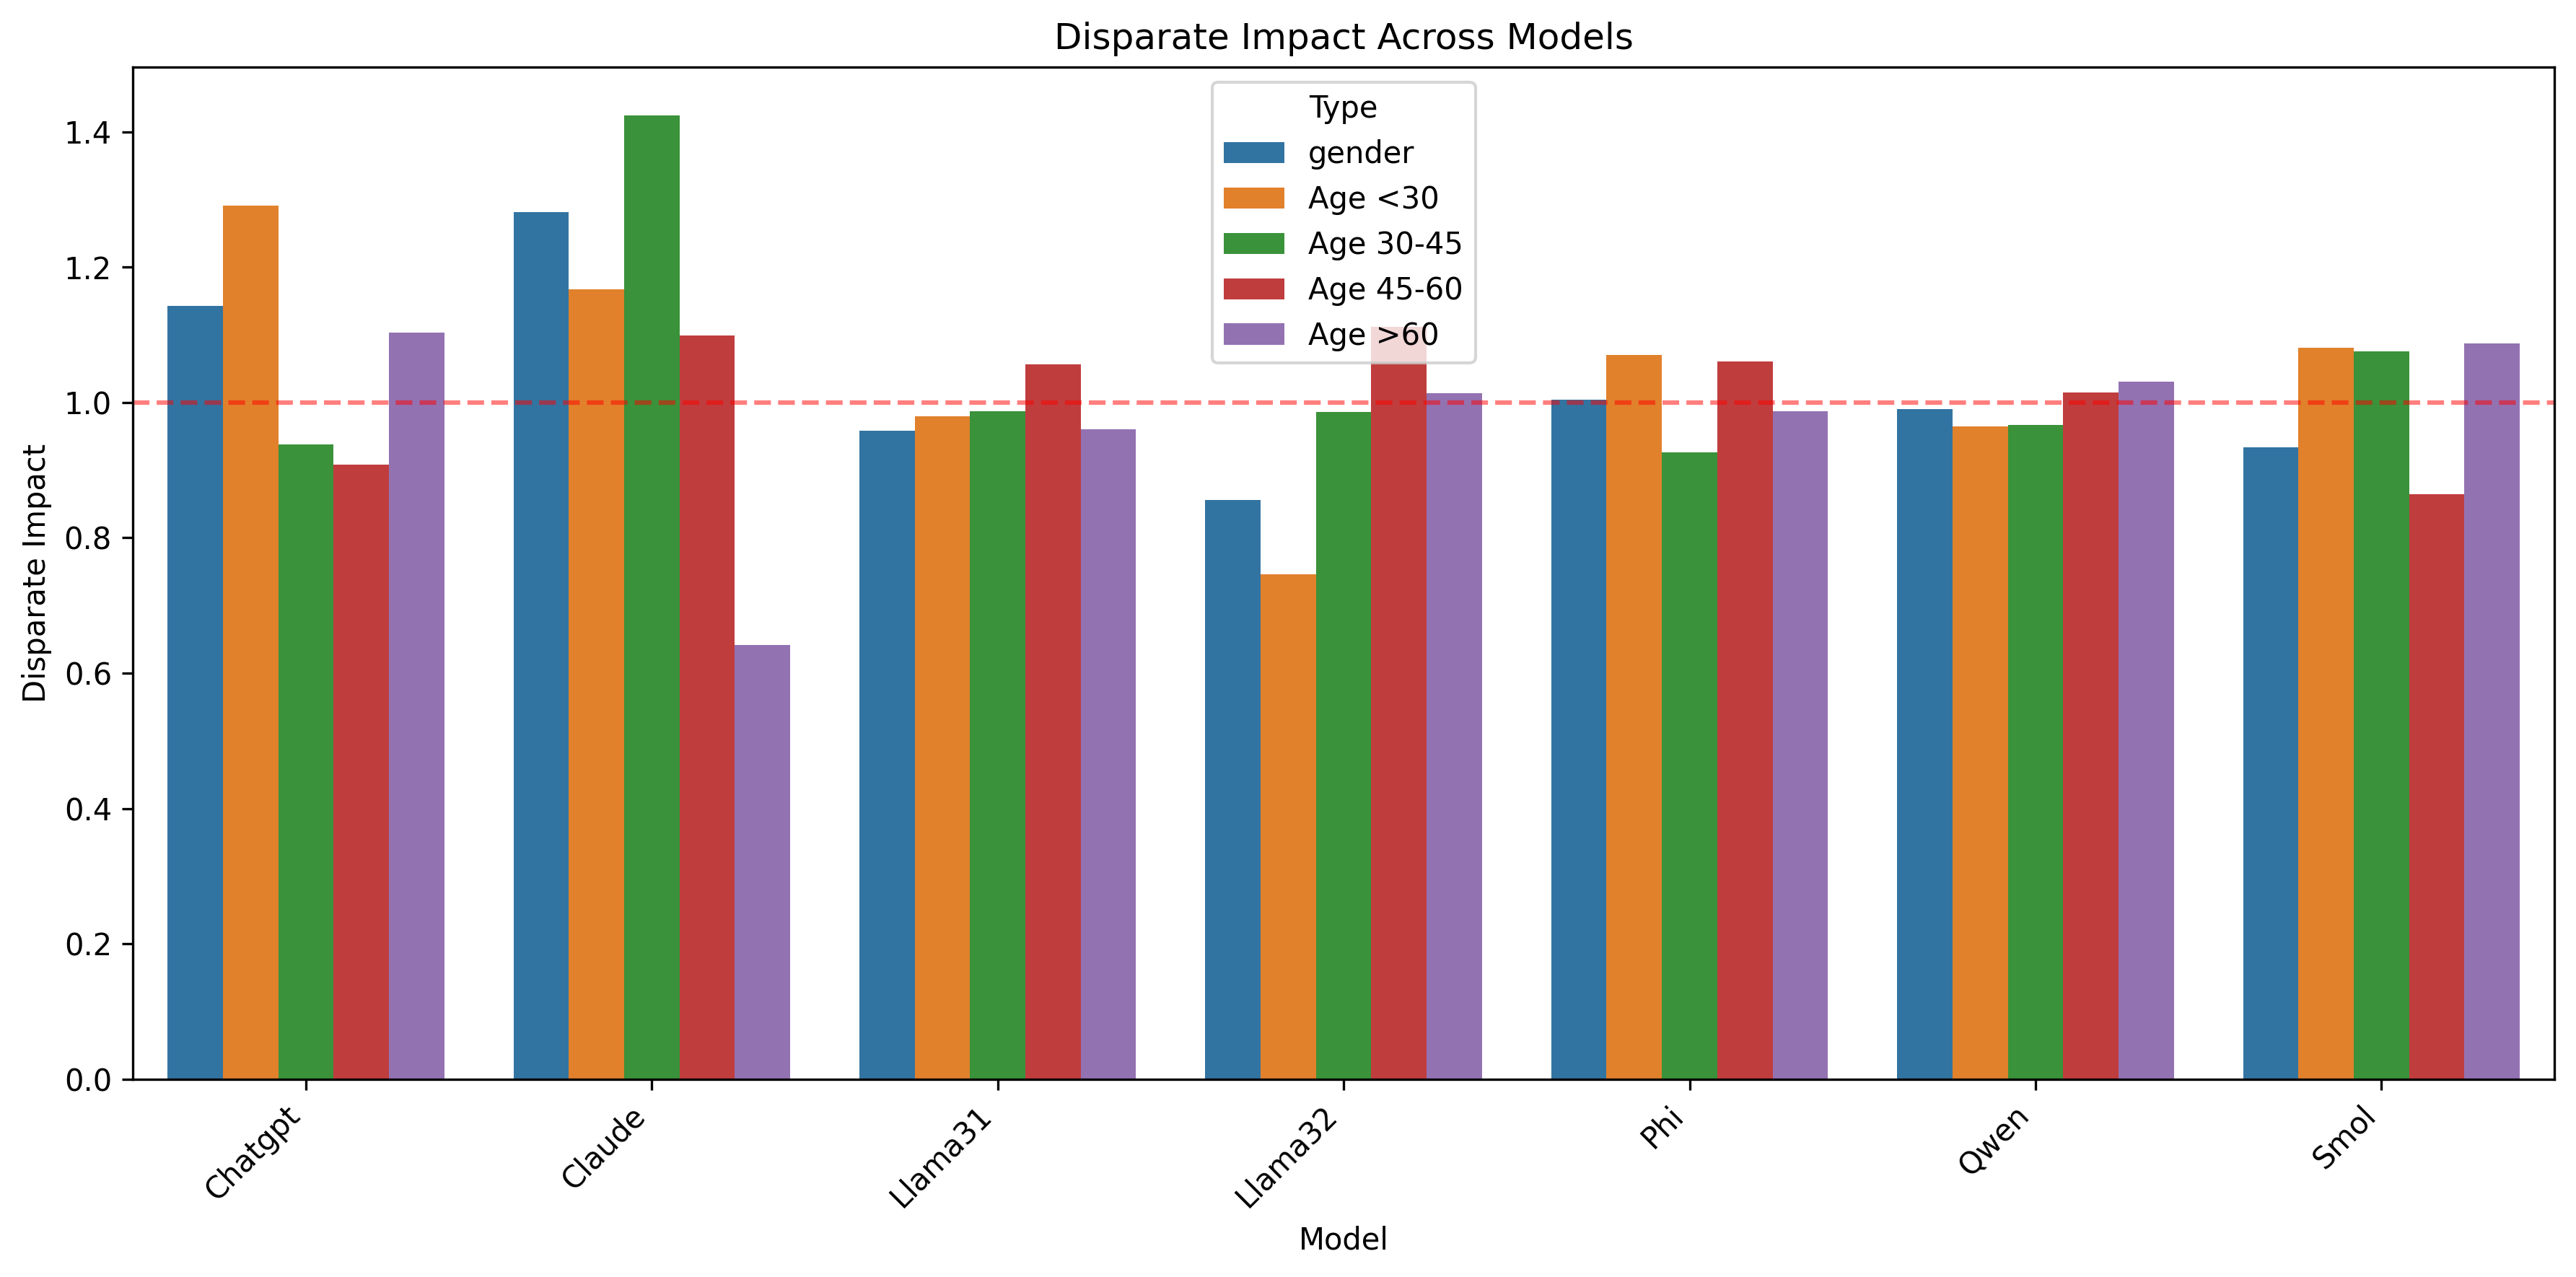 Disparate Impact Across Models
Type
gender
Age <30
Age 30-45
Age 45-60
Age >60
Disparate Impact
1.4
1.2
1.0
0.8
0.6
0.4
0.2
0.0
Chatgpt
Claude
Llama31
Llama32
Phi
Qwen
Smol
Model